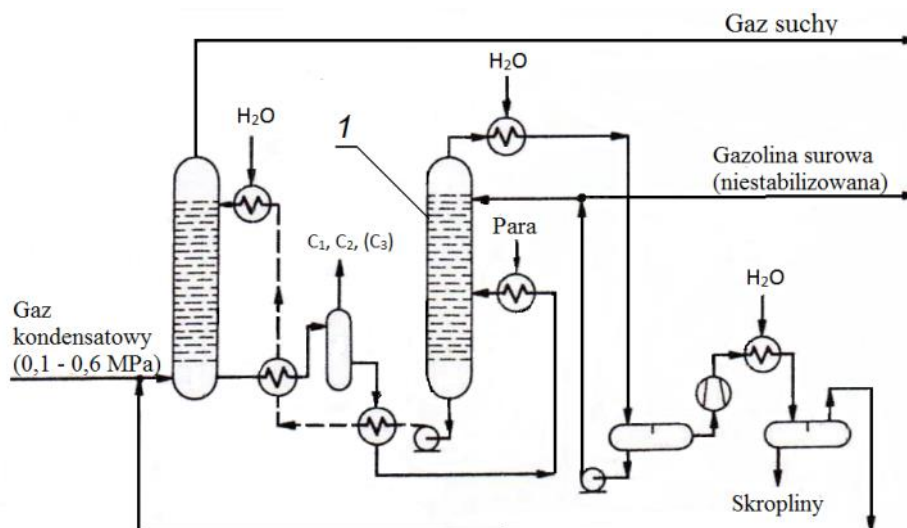 Gaz suchy
H₂O
H₂O
1
Gazolina surowa
(niestabilizowana)
Para
C₁, C₂, (C₃)
H₂O
Gaz
kondensatowy
(0,1 - 0,6 MPa)
Skropliny